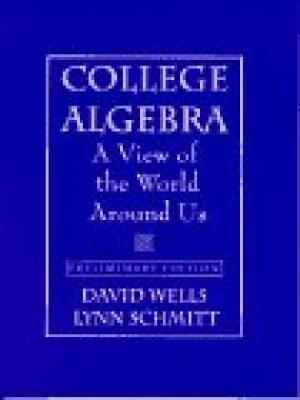 COLLEGE
ALGEBRA
A View of
the World
Around Us
PRELIMINARY EDITION
DAVID WELLS
LYNN SCHMITT